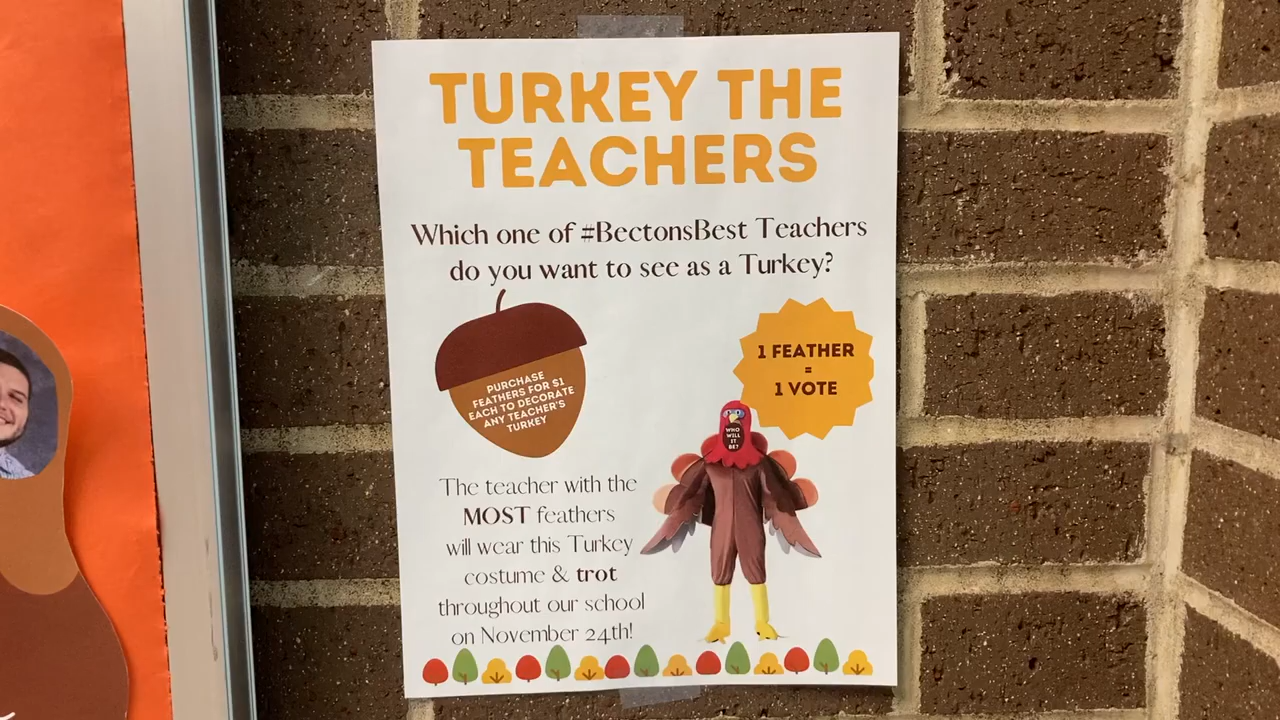 TURKEY THE
TEACHERS
Which one of #BectonsBest Teachers
do you want to see as a Turkey?
PURCHASE
FEATHERS FOR $1
EACH TO DECORATE
ANY TEACHER'S
TURKEY
1 FEATHER
=
1 VOTE
WHO
WILL
IT
BE?
The teacher with the
MOST feathers
will wear this Turkey
costume & trot
throughout our school
on November 24th!